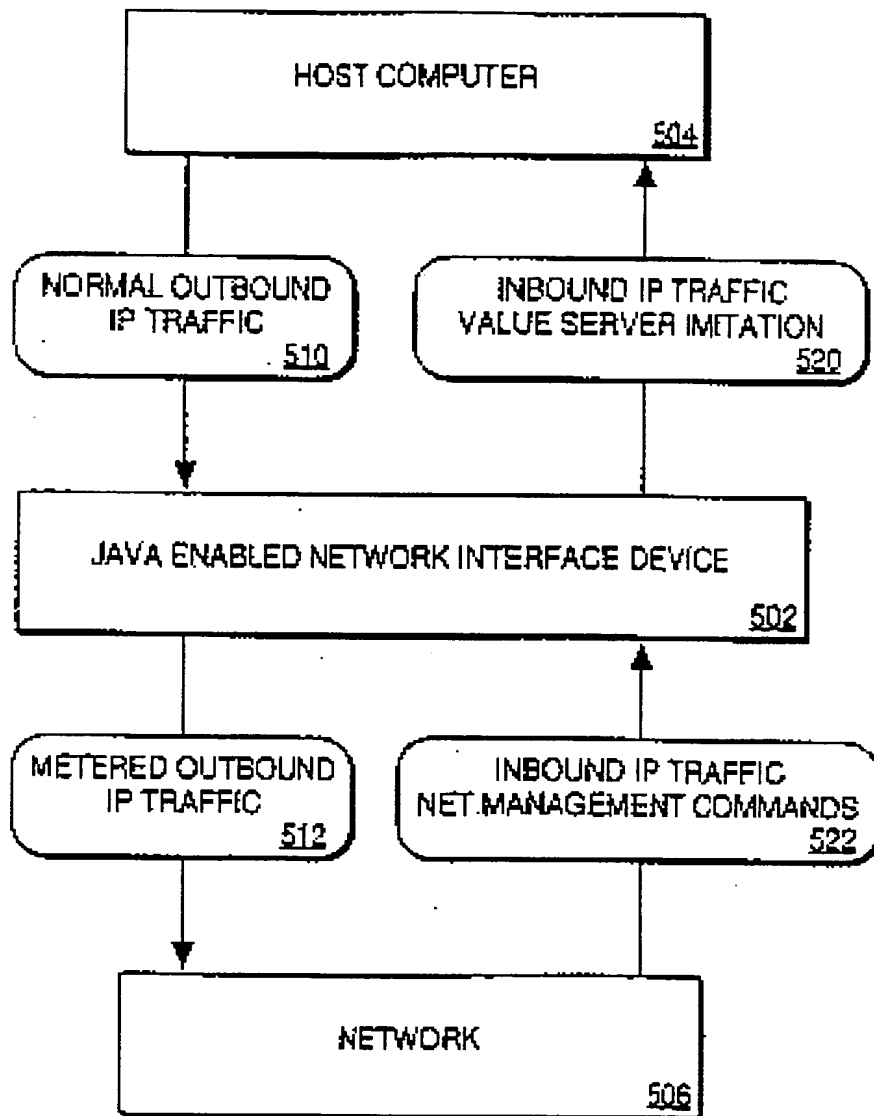 HOST COMPUTER
504
NORMAL OUTBOUND
IP TRAFFIC
510
INBOUND IP TRAFFIC
VALUE SERVER IMITATION
520
JAVA ENABLED NETWORK INTERFACE DEVICE
502
METERED OUTBOUND
IP TRAFFIC
512
INBOUND IP TRAFFIC
NET.MANAGEMENT COMMANDS
522
NETWORK
506